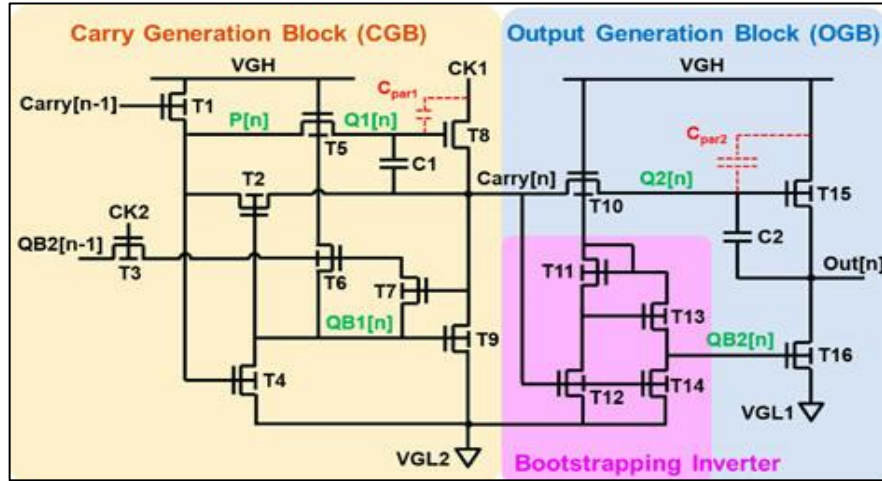 Carry Generation Block (CGB)
Output Generation Block (OGB)
VGH
CK1
VGH
Cpar1
Carry[n-1]
T1
P[n]
Q1[n]
T8
Cpar2
T5
C1
T2
Carry[n]
Q2[n]
T15
CK2
T10
C2
QB2[n-1]
T3
T6
T7
T11
Out[n]
T13
QB1[n]
T9
QB2[n]
T16
T4
T12
T14
VGL1
VGL2
Bootstrapping Inverter